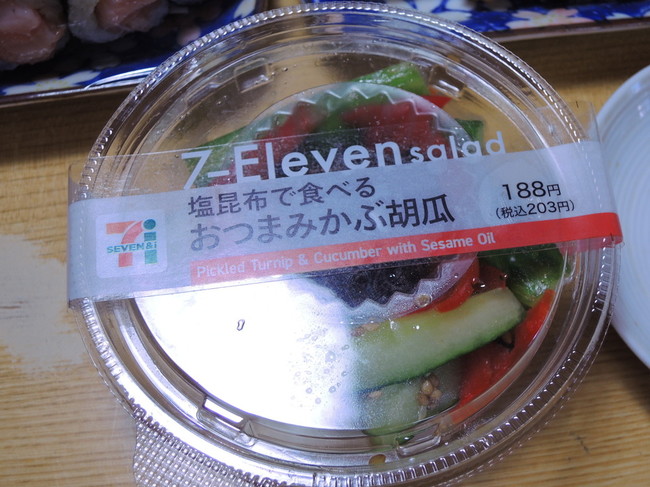 7-Eleven salad
塩昆布で食べる
おつまみかぶ胡瓜
188円
(税込203円)
SEVEN&i
Pickled Turnip & Cucumber with Sesame Oil